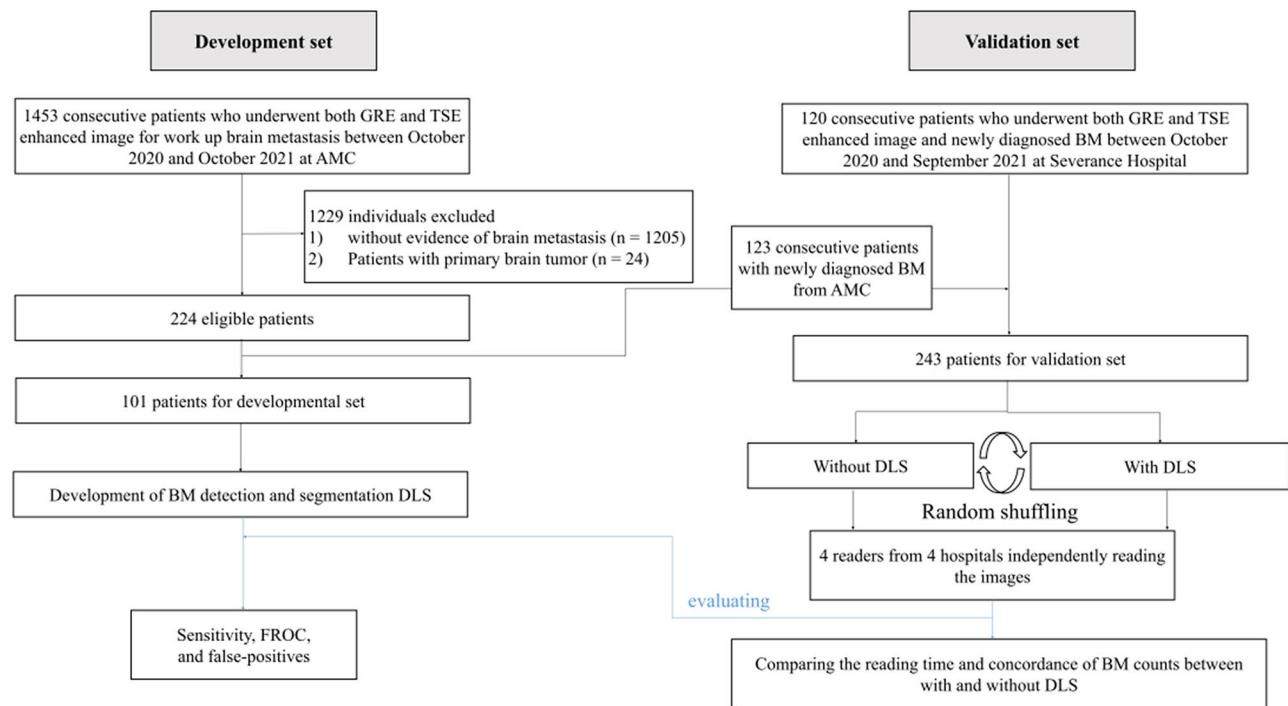 Development set
1453 consecutive patients who underwent both GRE and TSE
enhanced image for work up brain metastasis between October
2020 and October 2021 at AMC
1229 individuals excluded
1) without evidence of brain metastasis (n = 1205)
2) Patients with primary brain tumor (n = 24)
224 eligible patients
101 patients for developmental set
Development of BM detection and segmentation DLS
Sensitivity, FROC,
and false-positives
Validation set
120 consecutive patients who underwent both GRE and TSE
enhanced image and newly diagnosed BM between October
2020 and September 2021 at Severance Hospital
123 consecutive patients
with newly diagnosed BM
from AMC
243 patients for validation set
Without DLS
With DLS
Random shuffling
4 readers from 4 hospitals independently reading
the images
evaluating
Comparing the reading time and concordance of BM counts between
with and without DLS